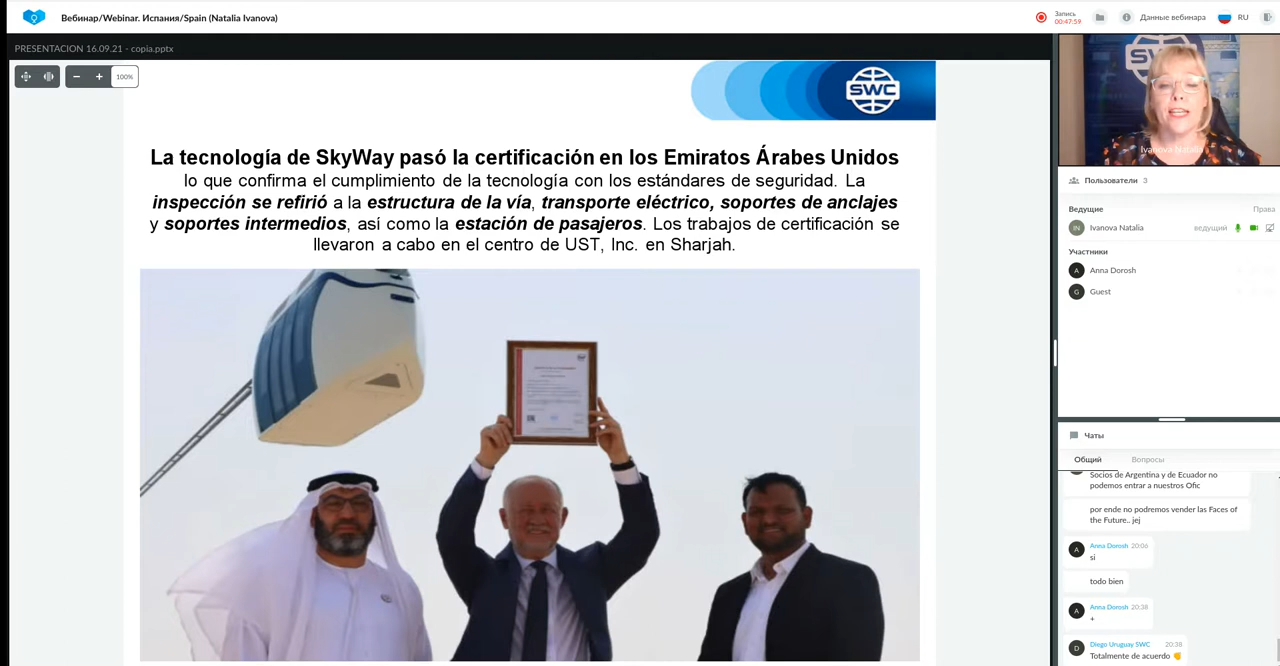 Вебинар/Webinar. Испания/Spain (Natalia Ivanova)
Запись
00:47:59
Данные вебинара
RU
PRESENTACION 16.09.21 - copia.pptx
100%
SWC
La tecnología de SkyWay pasó la certificación en los Emiratos Árabes Unidos
lo que confirma el cumplimiento de la tecnología con los estándares de seguridad. La
inspección se refirió a la estructura de la vía, transporte eléctrico, soportes de anclajes
y soportes intermedios, así como la estación de pasajeros. Los trabajos de certificación se
llevaron a cabo en el centro de UST, Inc. en Sharjah.
Ivanova Natalia
Пользователи 3
Ведущие
Права
IN
Ivanova Natalia
ведущий
Участники
A
Anna Dorosh
G
Guest
Чаты
Общий
Вопросы
Socios de Argentina y de Ecuador no
podemos entrar a nuestros Ofic
por ende no podremos vender las Faces of
the Future.. jej
A
Anna Dorosh 20:06
si
todo bien
A
Anna Dorosh 20:38
+
D
Diego Uruguay SWC 20:38
Totalmente de acuerdo